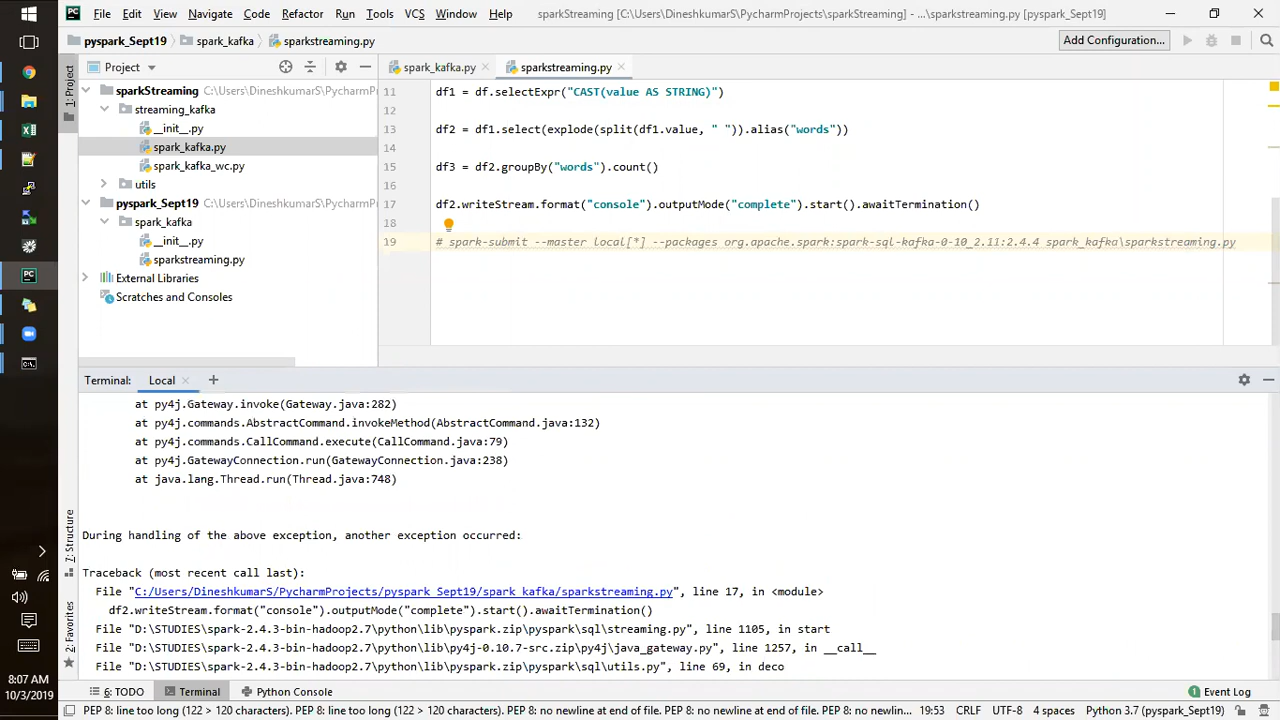 File Edit View Navigate Code Refactor Run Tools VCS Window Help sparkStreaming [C:\Users\DineshkumarS\PycharmProjects\sparkStreaming] - ...\sparkstreaming.py [pyspark_Sept19]
pyspark_Sept19 spark_kafka sparkstreaming.py Add Configuration...
1: Project
Project
spark_kafka.py sparkstreaming.py
sparkStreaming C:\Users\DineshkumarS\PycharmPr
streaming_kafka
__init__.py
spark_kafka.py
spark_kafka_wc.py
utils
pyspark_Sept19 C:\Users\DineshkumarS\PycharmPr
spark_kafka
__init__.py
sparkstreaming.py
External Libraries
Scratches and Consoles
11 df1 = df.selectExpr("CAST(value AS STRING)")
12
13 df2 = df1.select(explode(split(df1.value, " ")).alias("words"))
14
15 df3 = df2.groupBy("words").count()
16
17 df2.writeStream.format("console").outputMode("complete").start().awaitTermination()
18
19 # spark-submit --master local[*] --packages org.apache.spark:spark-sql-kafka-0-10_2.11:2.4.4 spark_kafka\sparkstreaming.py
Terminal: Local
at py4j.Gateway.invoke(Gateway.java:282)
at py4j.commands.AbstractCommand.invokeMethod(AbstractCommand.java:132)
at py4j.commands.CallCommand.execute(CallCommand.java:79)
at py4j.GatewayConnection.run(GatewayConnection.java:238)
at java.lang.Thread.run(Thread.java:748)
During handling of the above exception, another exception occurred:
Traceback (most recent call last):
File "C:/Users/DineshkumarS/PycharmProjects/pyspark_Sept19/spark_kafka/sparkstreaming.py", line 17, in <module>
df2.writeStream.format("console").outputMode("complete").start().awaitTermination()
File "D:\STUDIES\spark-2.4.3-bin-hadoop2.7\python\lib\pyspark.zip\pyspark\sql\streaming.py", line 1105, in start
File "D:\STUDIES\spark-2.4.3-bin-hadoop2.7\python\lib\py4j-0.10.7-src.zip\py4j\java_gateway.py", line 1257, in __call__
File "D:\STUDIES\spark-2.4.3-bin-hadoop2.7\python\lib\pyspark.zip\pyspark\sql\utils.py", line 69, in deco
7: Structure
2: Favorites
6: TODO Terminal Python Console Event Log
PEP 8: line too long (122 > 120 characters). PEP 8: no newline at end of file. PEP 8: line too long (122 > 120 characters). PEP 8: no newline at end of file. PEP 8: no newlin... 19:53 CRLF UTF-8 4 spaces Python 3.7 (pyspark_Sept19)
8:07 AM
10/3/2019